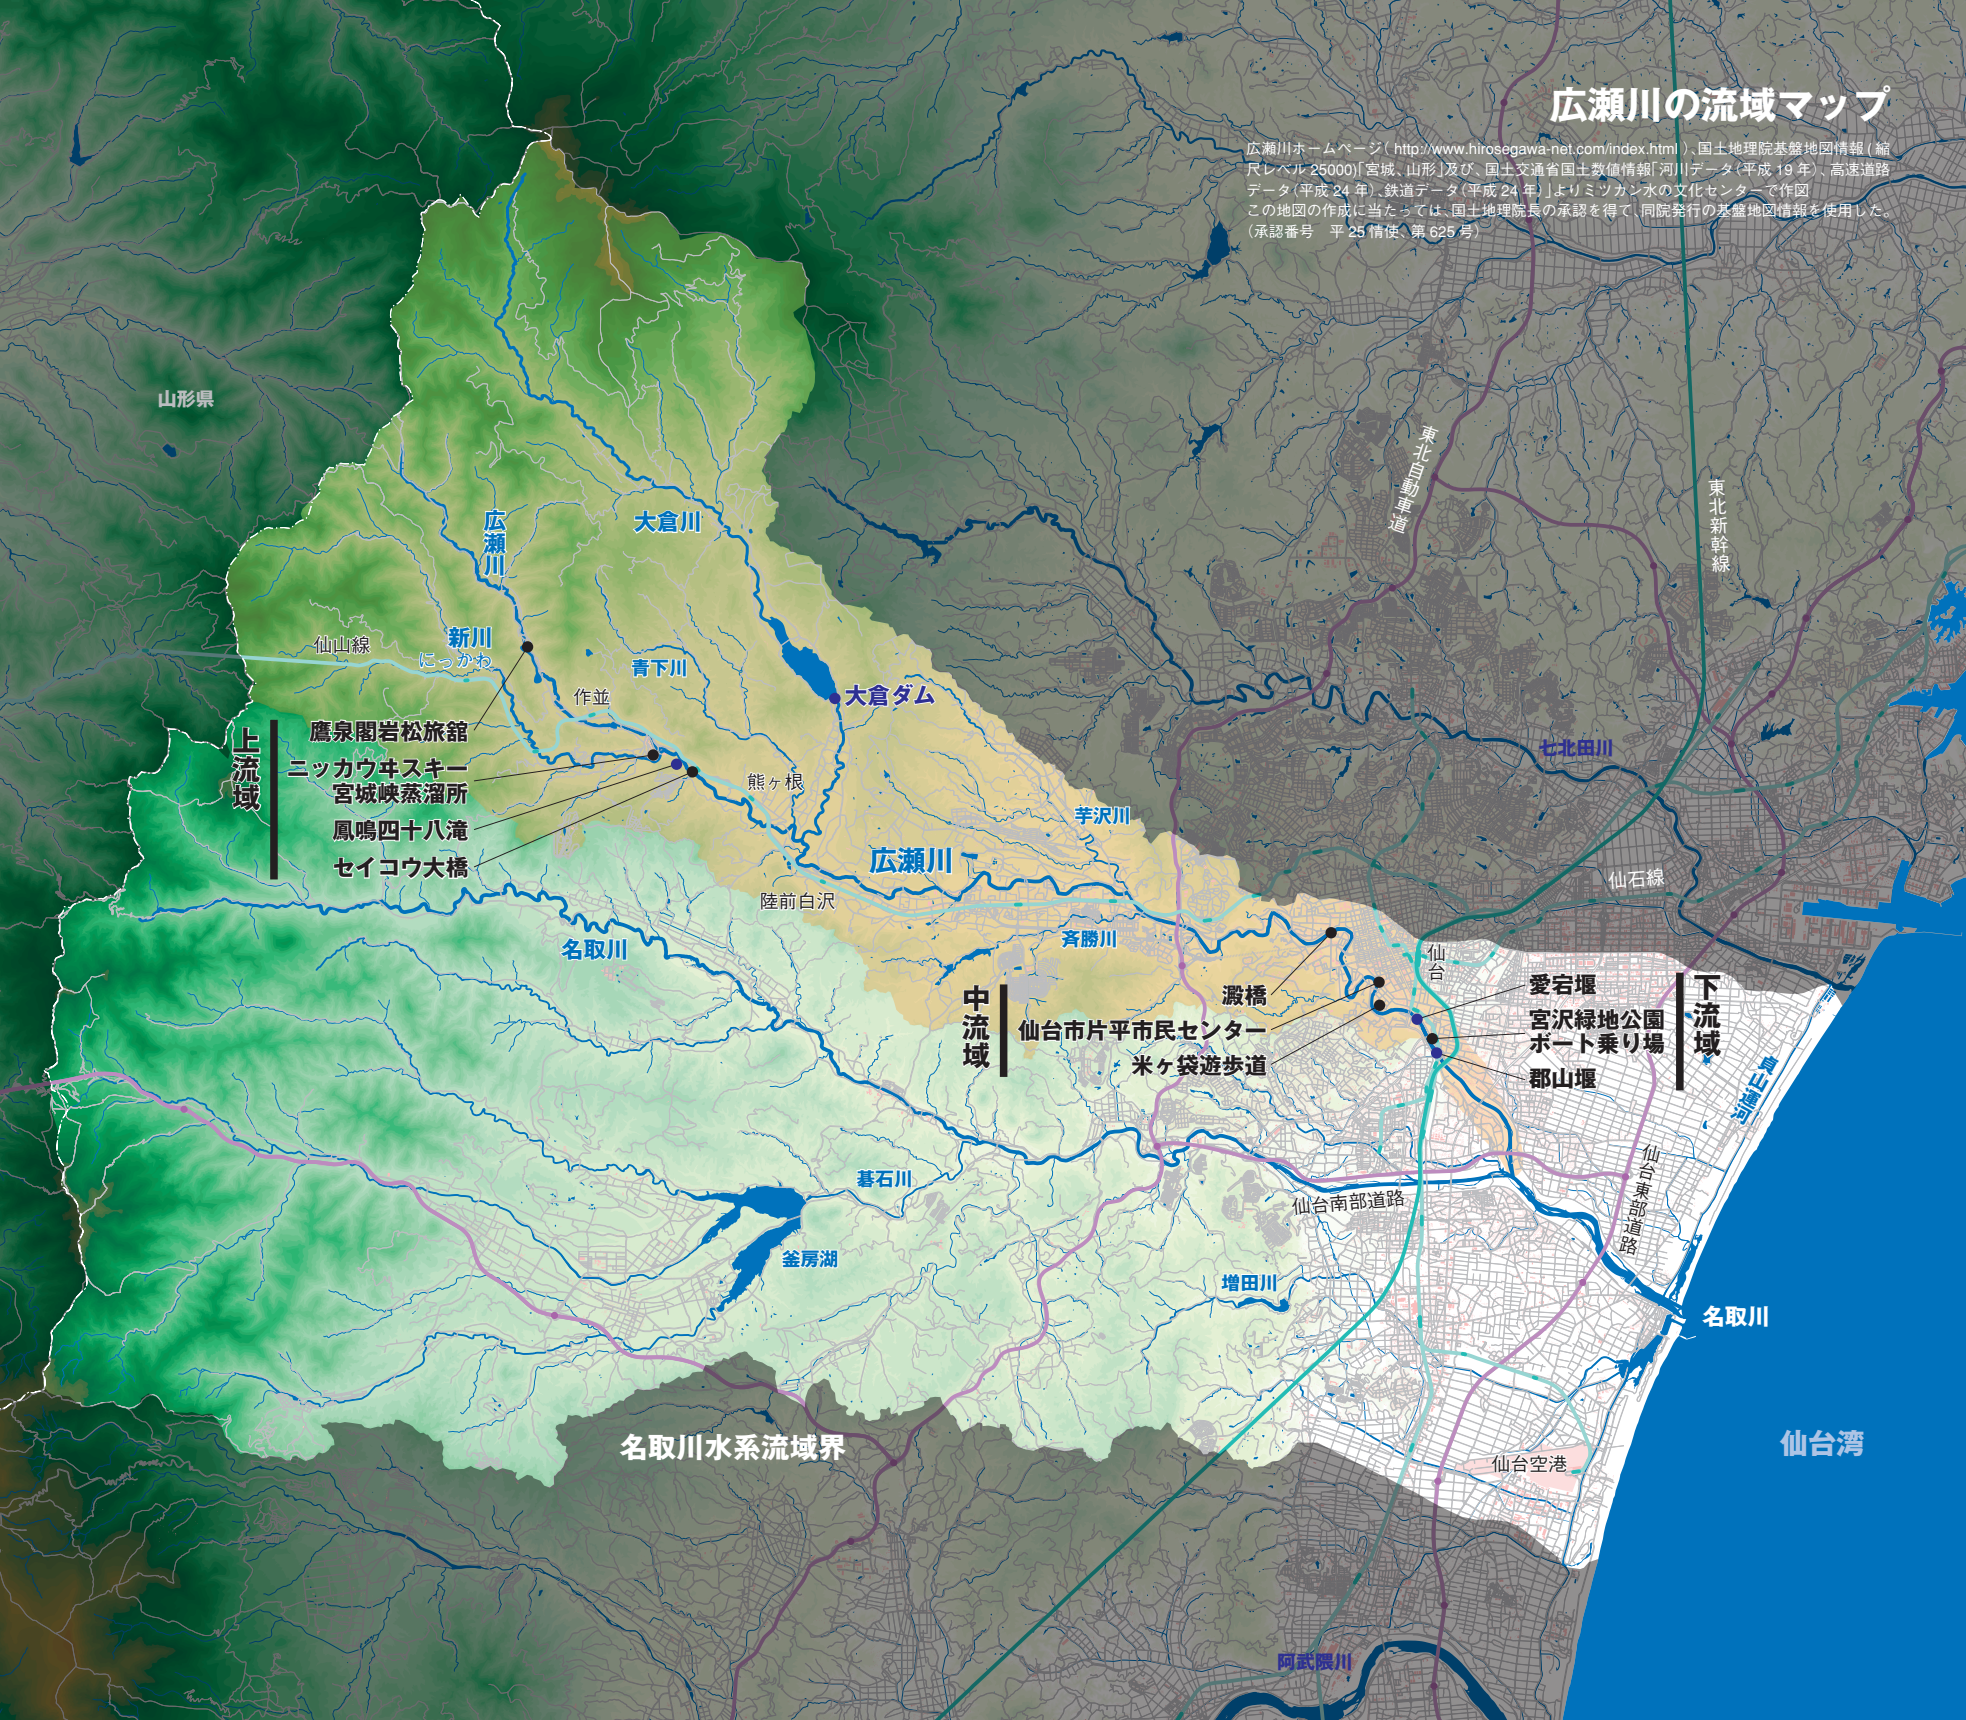 広瀬川の流域マップ
広瀬川ホームページ（ http://www.hirosegawa-net.com/index.html ）、国土地理院基盤地図情報（縮
尺レベル 25000）「宮城、山形」及び、国土交通省国土数値情報「河川データ（平成 19 年）、高速道路
データ（平成 24 年）、鉄道データ（平成 24 年）」よりミツカン水の文化センターで作図
この地図の作成に当たっては、国土地理院長の承認を得て、同院発行の基盤地図情報を使用した。
（承認番号　平 25 情使、第 625 号）
山形県
東北自動車道
東北新幹線
広瀬川
大倉川
新川
にっかわ
仙山線
青下川
作並
大倉ダム
七北田川
上流域
鷹泉閣岩松旅館
ニッカウヰスキー
宮城峡蒸溜所
鳳鳴四十八滝
セイコウ大橋
熊ヶ根
芋沢川
広瀬川
陸前白沢
仙石線
斉勝川
名取川
仙台
中流域
澱橋
仙台市片平市民センター
米ヶ袋遊歩道
下流域
愛宕堰
宮沢緑地公園
ボート乗り場
郡山堰
貞山運河
碁石川
仙台南部道路
仙台東部道路
釜房湖
増田川
名取川
名取川水系流域界
仙台空港
仙台湾
阿武隈川